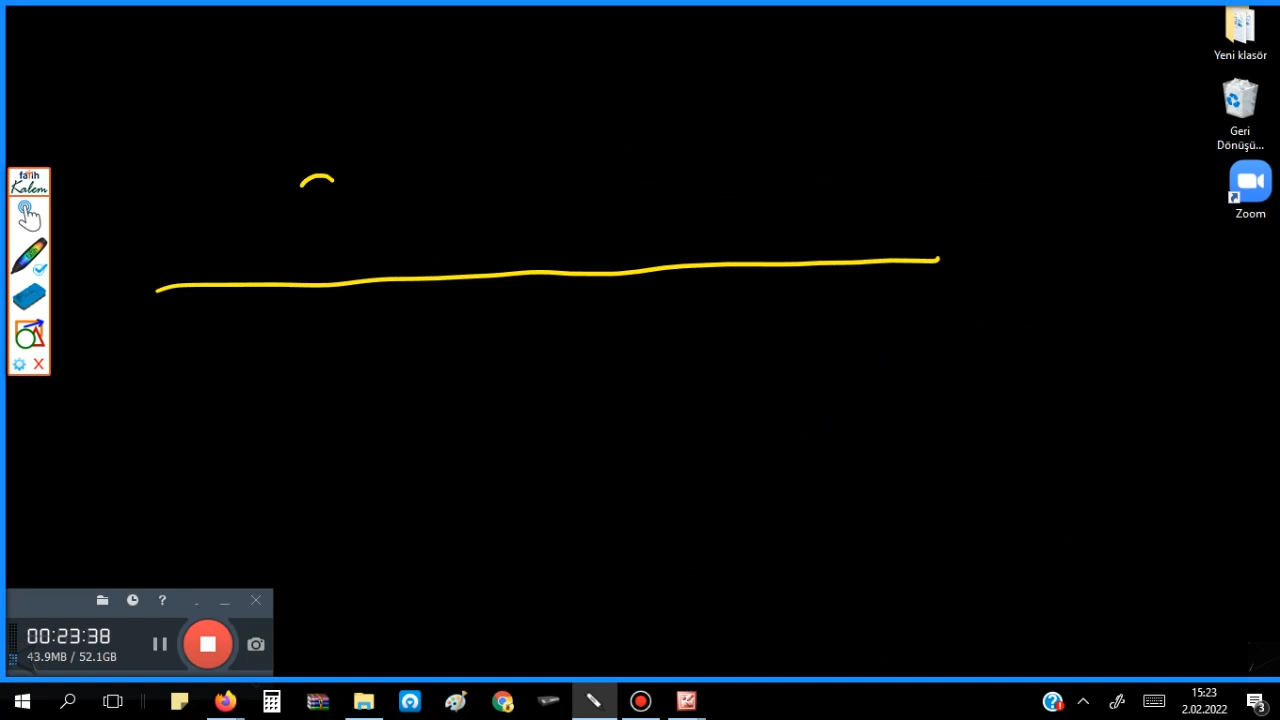 Yeni klasör
Geri
Dönüşü...
Zoom
fatih
Kalem
00:23:38
43.9MB / 52.1GB
15:23
2.02.2022
3